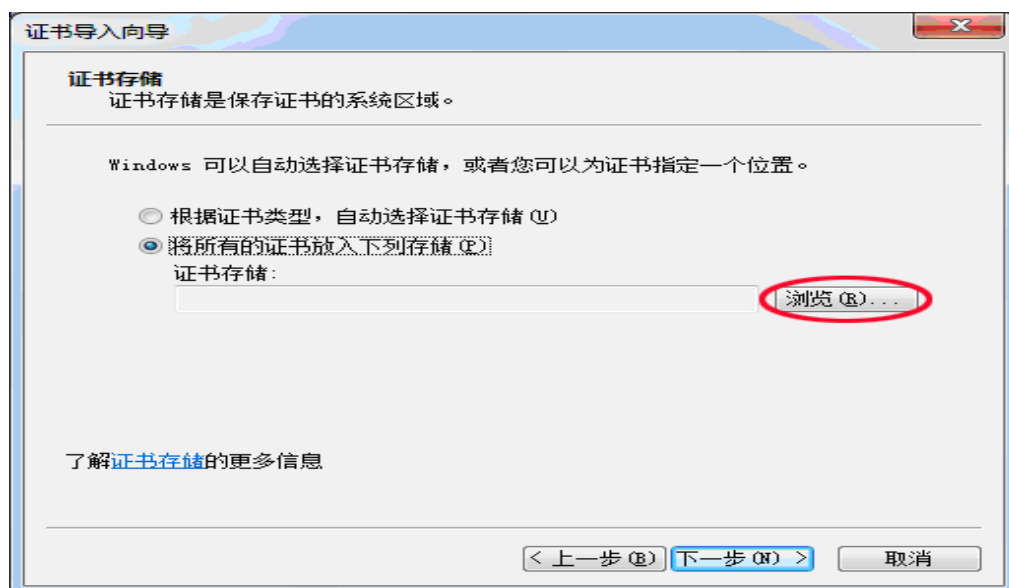 证书导入向导
证书存储
证书存储是保存证书的系统区域。
Windows 可以自动选择证书存储，或者您可以为证书指定一个位置。
根据证书类型，自动选择证书存储(U)
将所有的证书放入下列存储(P)
证书存储:
浏览(R)...
了解证书存储的更多信息
< 上一步(B) 下一步(N) > 取消